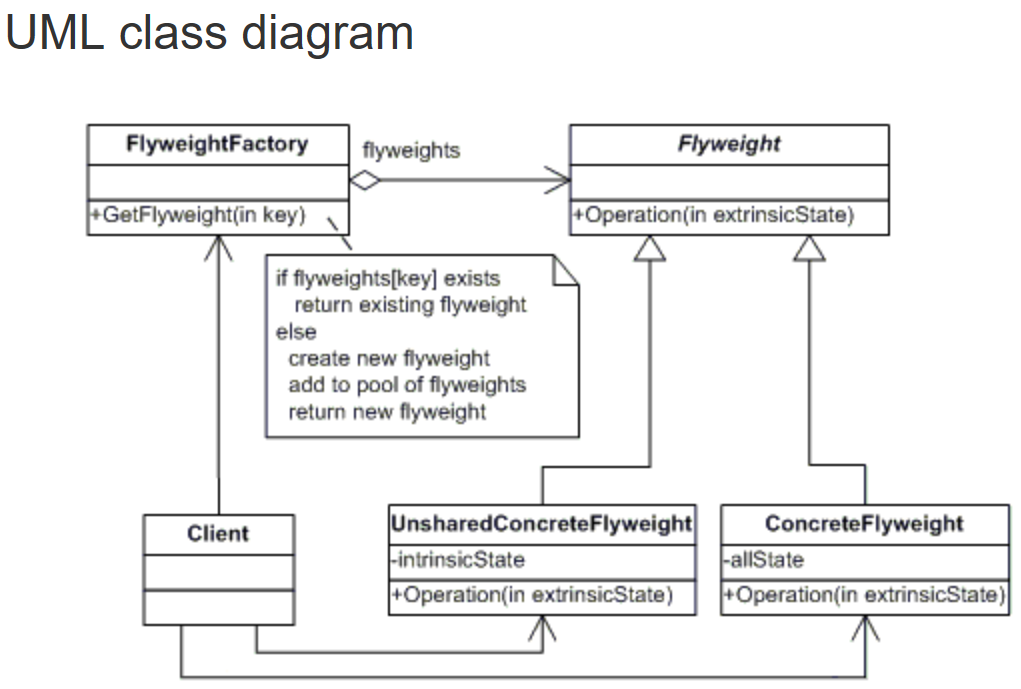 UML class diagram
FlyweightFactory
+GetFlyweight(in key)
flyweights
Flyweight
+Operation(in extrinsicState)
if flyweights[key] exists
return existing flyweight
else
create new flyweight
add to pool of flyweights
return new flyweight
Client
UnsharedConcreteFlyweight
-intrinsicState
+Operation(in extrinsicState)
ConcreteFlyweight
-allState
+Operation(in extrinsicState)